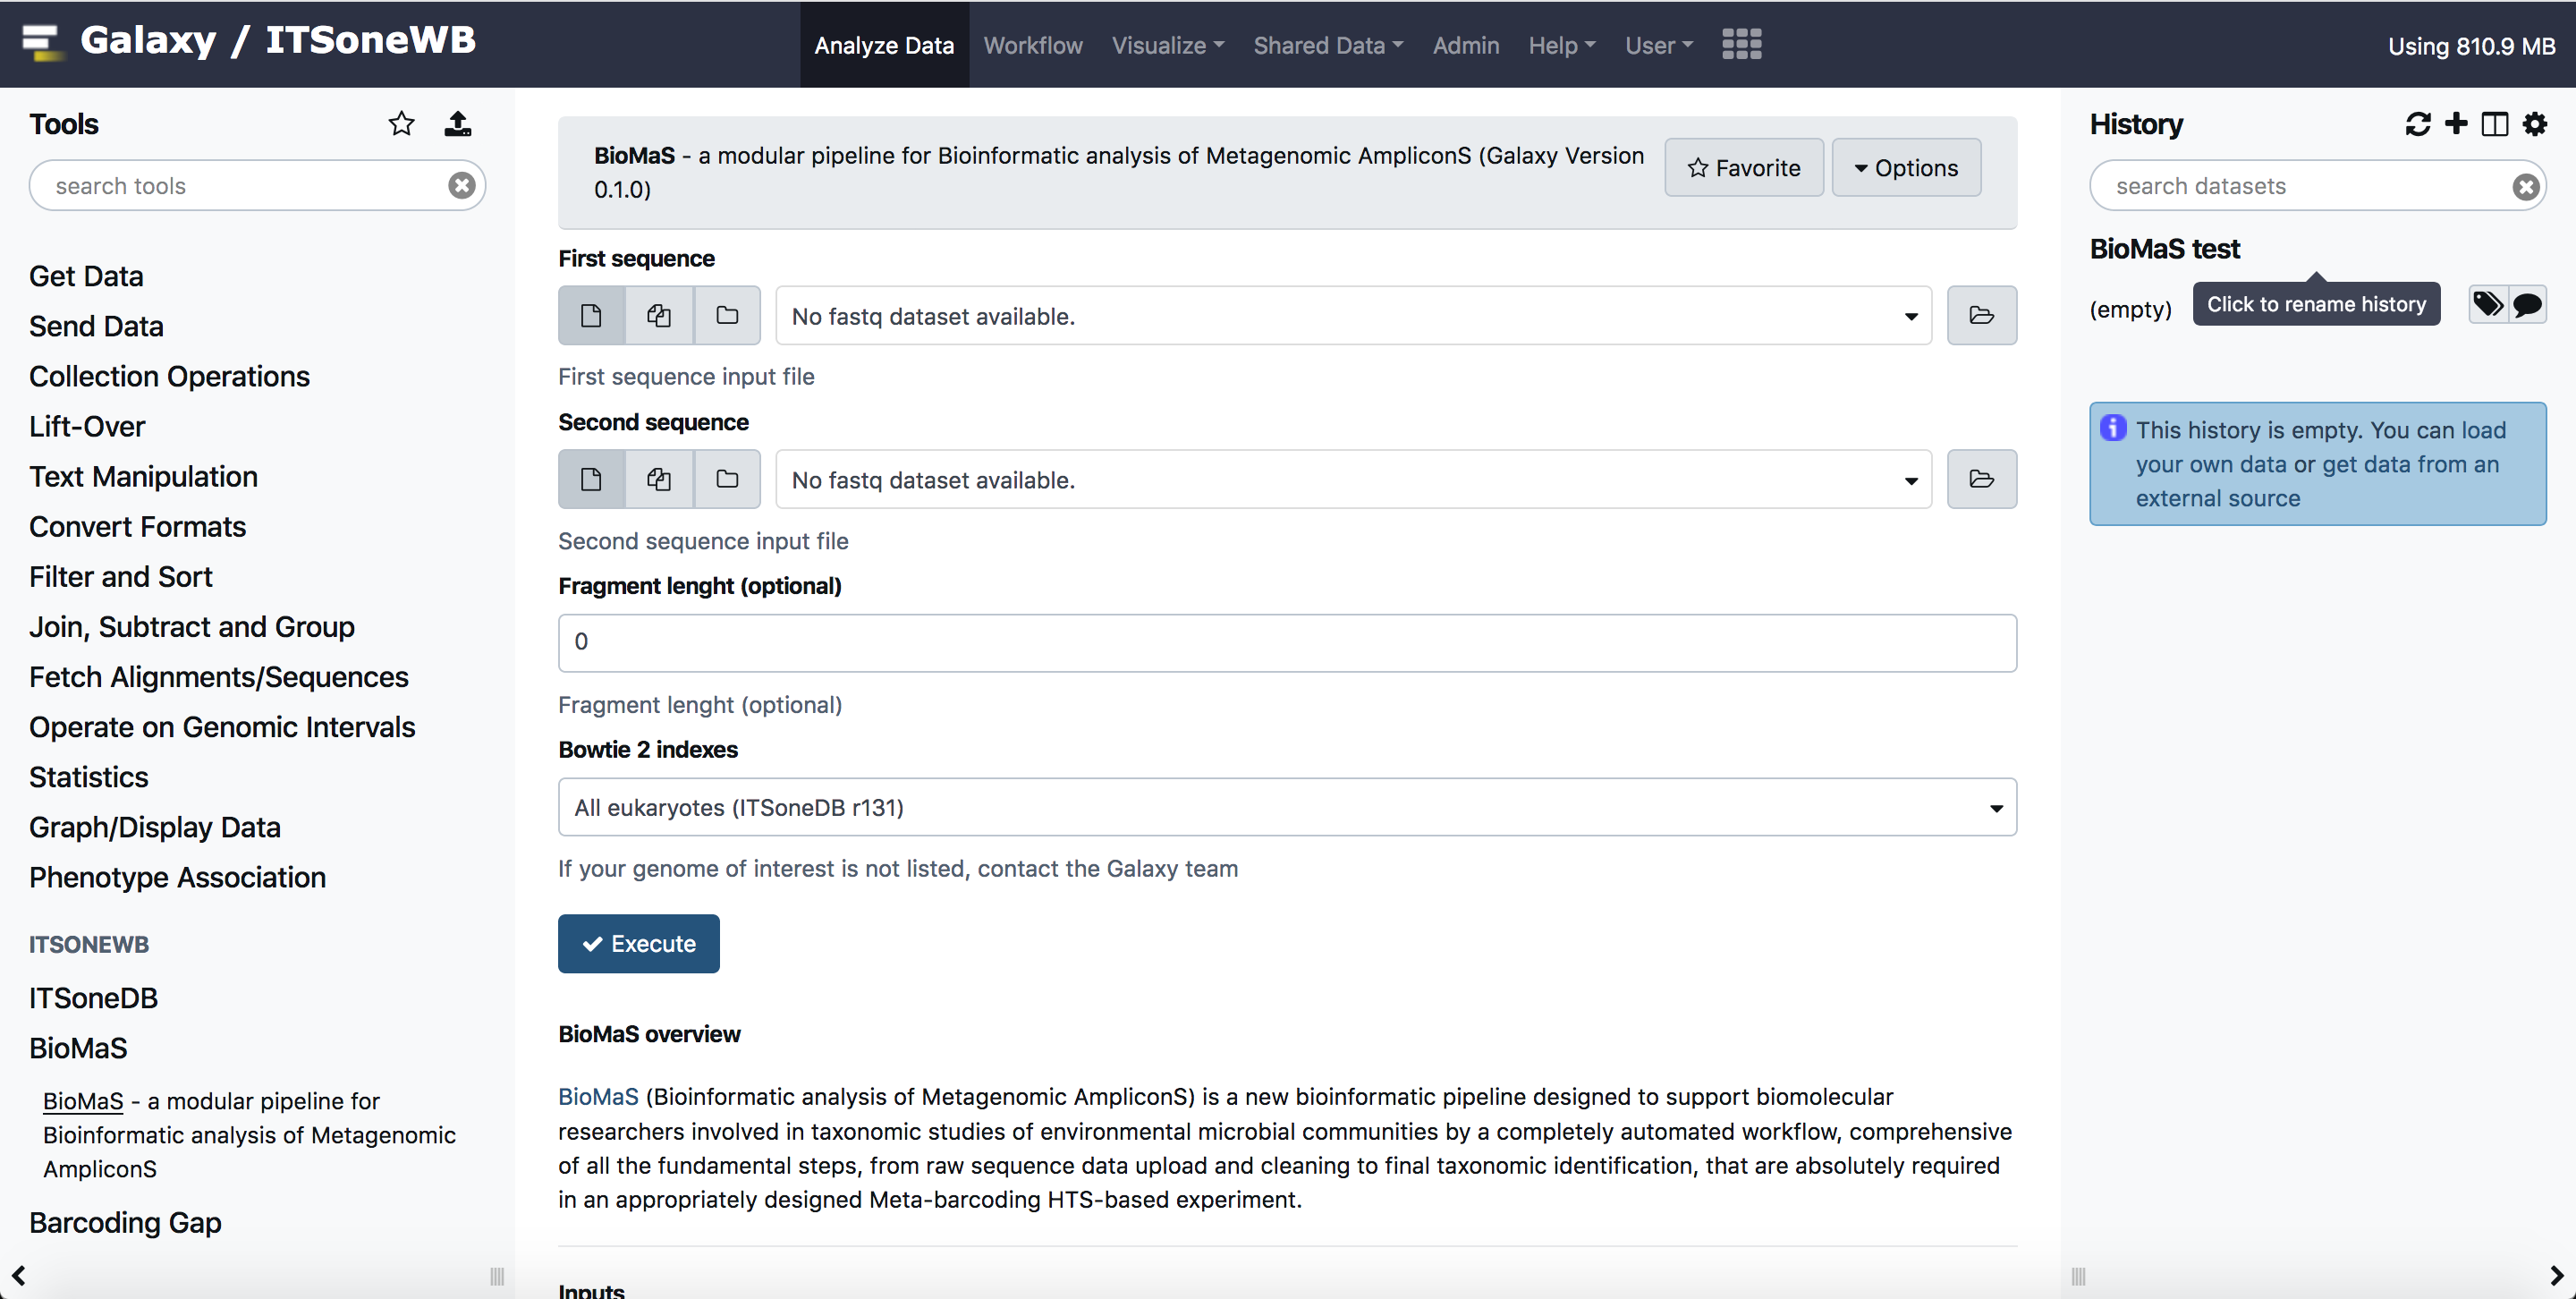 Galaxy / ITSoneWB
Analyze Data
Workflow
Visualize
Shared Data
Admin
Help
User
Using 810.9 MB
Tools
search tools
Get Data
Send Data
Collection Operations
Lift-Over
Text Manipulation
Convert Formats
Filter and Sort
Join, Subtract and Group
Fetch Alignments/Sequences
Operate on Genomic Intervals
Statistics
Graph/Display Data
Phenotype Association
ITSONEWB
ITSoneDB
BioMaS
BioMaS - a modular pipeline for
Bioinformatic analysis of Metagenomic
AmpliconS
Barcoding Gap
BioMaS - a modular pipeline for Bioinformatic analysis of Metagenomic AmpliconS (Galaxy Version
0.1.0)
Favorite
Options
First sequence
No fastq dataset available.
First sequence input file
Second sequence
No fastq dataset available.
Second sequence input file
Fragment lenght (optional)
0
Fragment lenght (optional)
Bowtie 2 indexes
All eukaryotes (ITSoneDB r131)
If your genome of interest is not listed, contact the Galaxy team
Execute
BioMaS overview
BioMaS (Bioinformatic analysis of Metagenomic AmpliconS) is a new bioinformatic pipeline designed to support biomolecular
researchers involved in taxonomic studies of environmental microbial communities by a completely automated workflow, comprehensive
of all the fundamental steps, from raw sequence data upload and cleaning to final taxonomic identification, that are absolutely required
in an appropriately designed Meta-barcoding HTS-based experiment.
Inputs
History
search datasets
BioMaS test
(empty)
Click to rename history
This history is empty. You can load
your own data or get data from an
external source